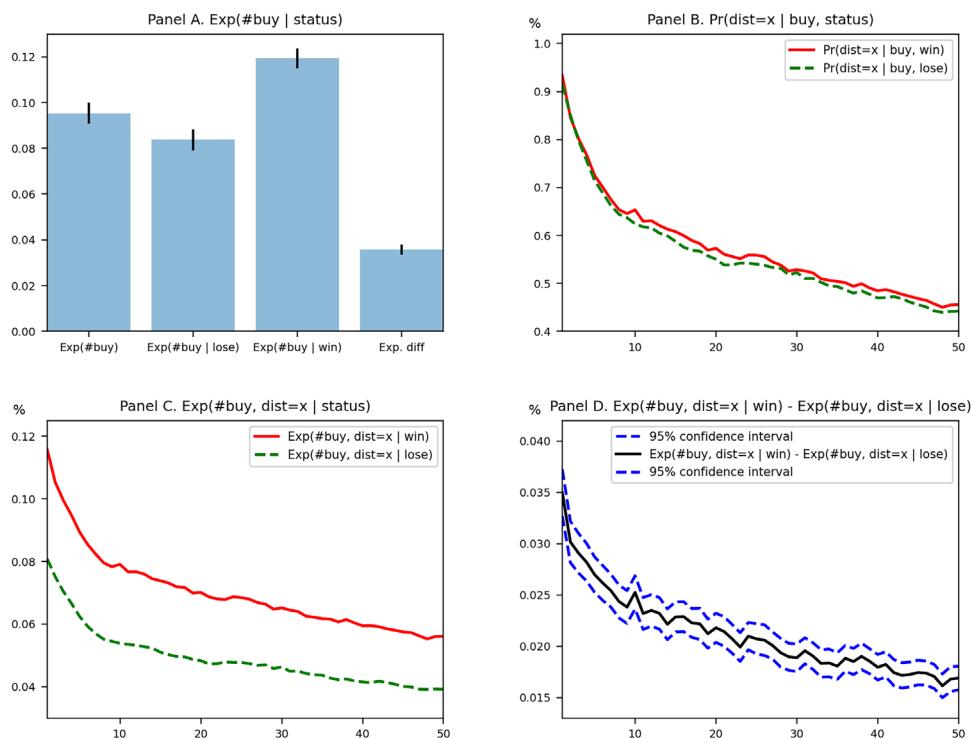 Panel A. Exp(#buy | status)
0.12
0.10
0.08
0.06
0.04
0.02
0.00
Exp(#buy) Exp(#buy | lose) Exp(#buy | win) Exp. diff
% Panel B. Pr(dist=x | buy, status)
Pr(dist=x | buy, win)
Pr(dist=x | buy, lose)
1.0
0.9
0.8
0.7
0.6
0.5
0.4
10 20 30 40 50
% Panel C. Exp(#buy, dist=x | status)
Exp(#buy, dist=x | win)
Exp(#buy, dist=x | lose)
0.12
0.10
0.08
0.06
0.04
10 20 30 40 50
% Panel D. Exp(#buy, dist=x | win) - Exp(#buy, dist=x | lose)
95% confidence interval
Exp(#buy, dist=x | win) - Exp(#buy, dist=x | lose)
95% confidence interval
0.040
0.035
0.030
0.025
0.020
0.015
10 20 30 40 50